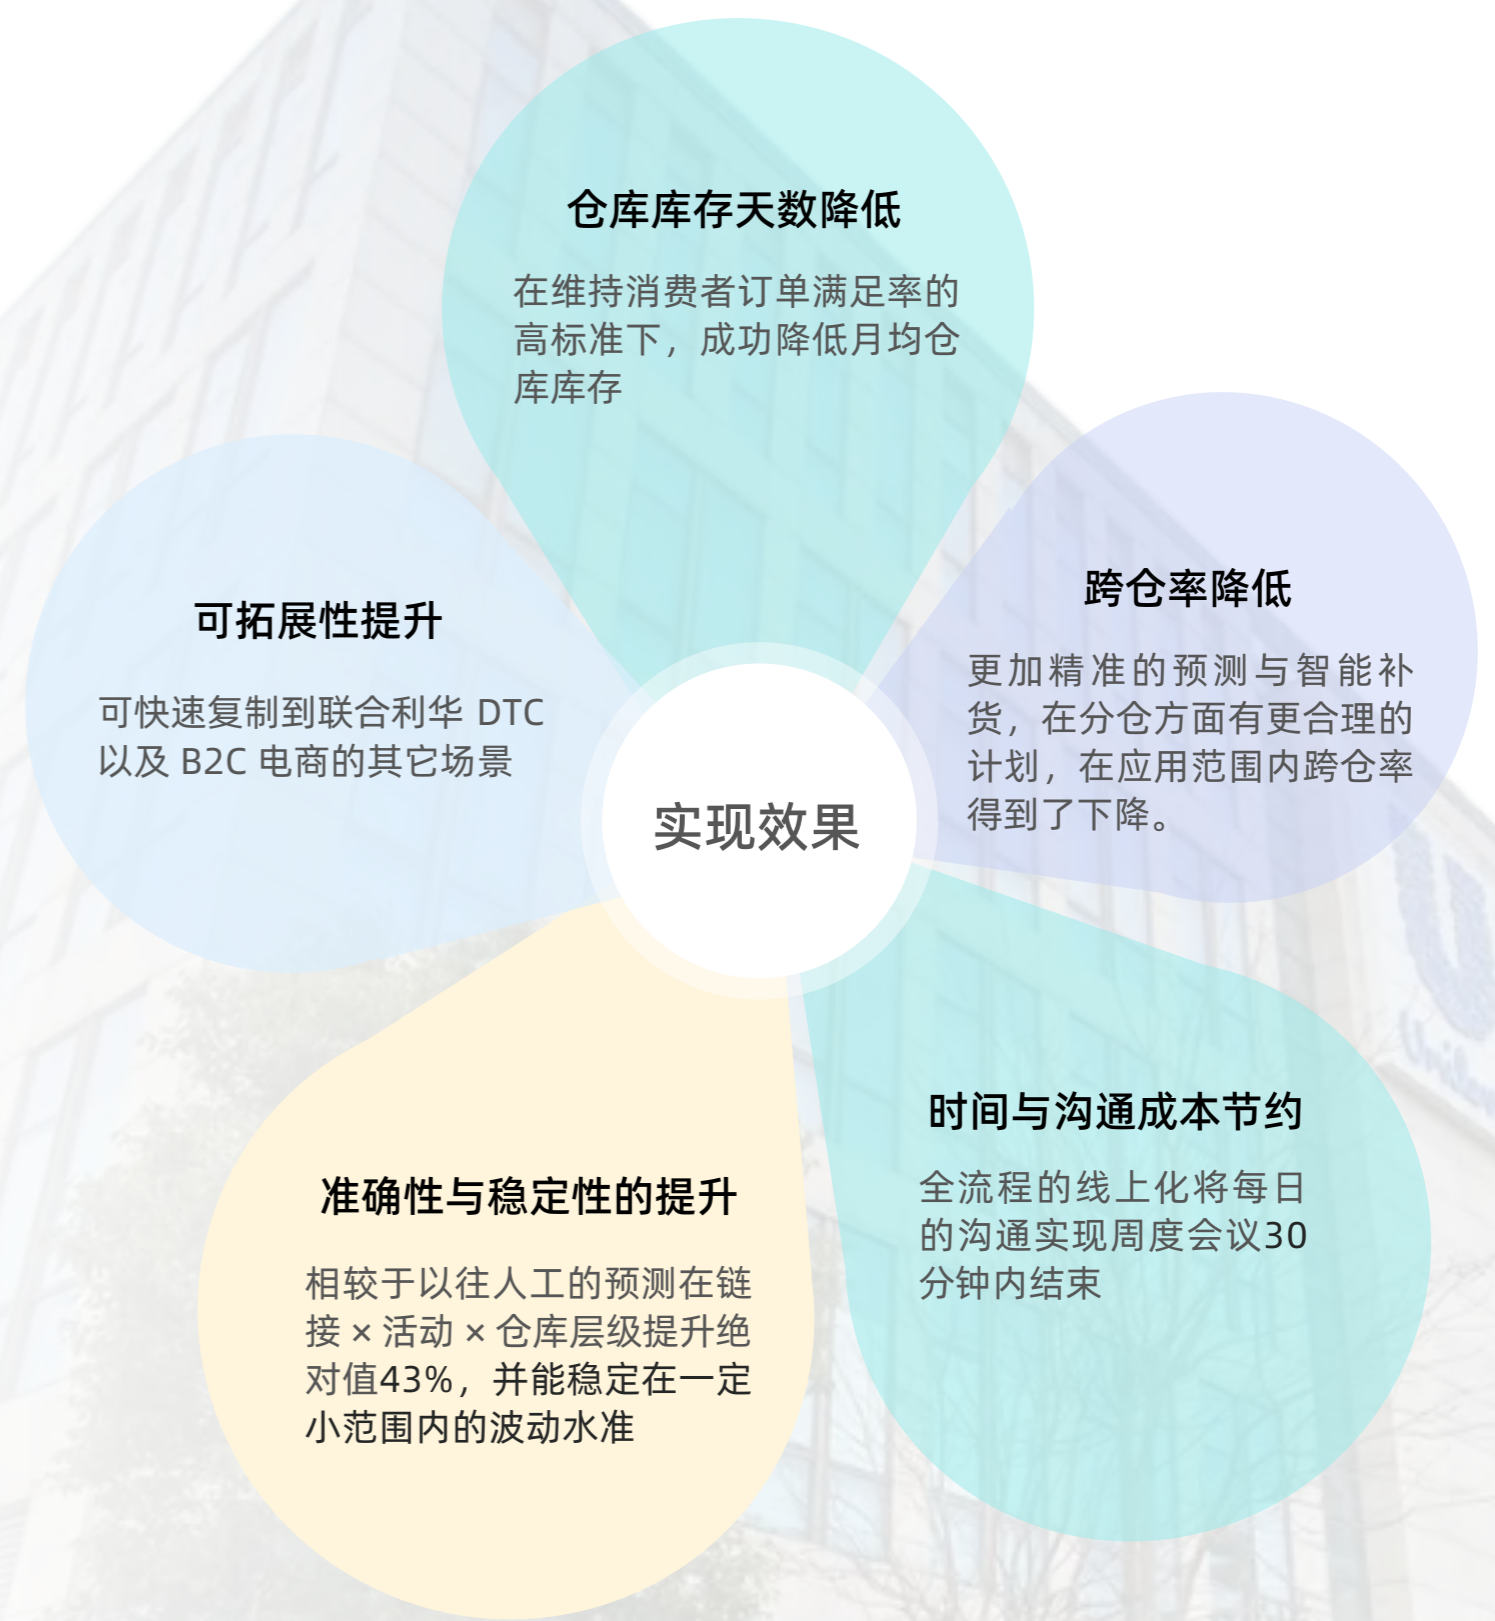 仓库库存天数降低
在维持消费者订单满足率的
高标准下，成功降低月均仓
库库存
跨仓率降低
更加精准的预测与智能补
货，在分仓方面有更合理的
计划，在应用范围内跨仓率
得到了下降。
可拓展性提升
可快速复制到联合利华 DTC
以及 B2C 电商的其它场景
实现效果
时间与沟通成本节约
全流程的线上化将每日
的沟通实现周度会议30
分钟内结束
准确性与稳定性的提升
相较于以往人工的预测在链
接 × 活动 × 仓库层级提升绝
对值43%，并能稳定在一定
小范围内的波动水准